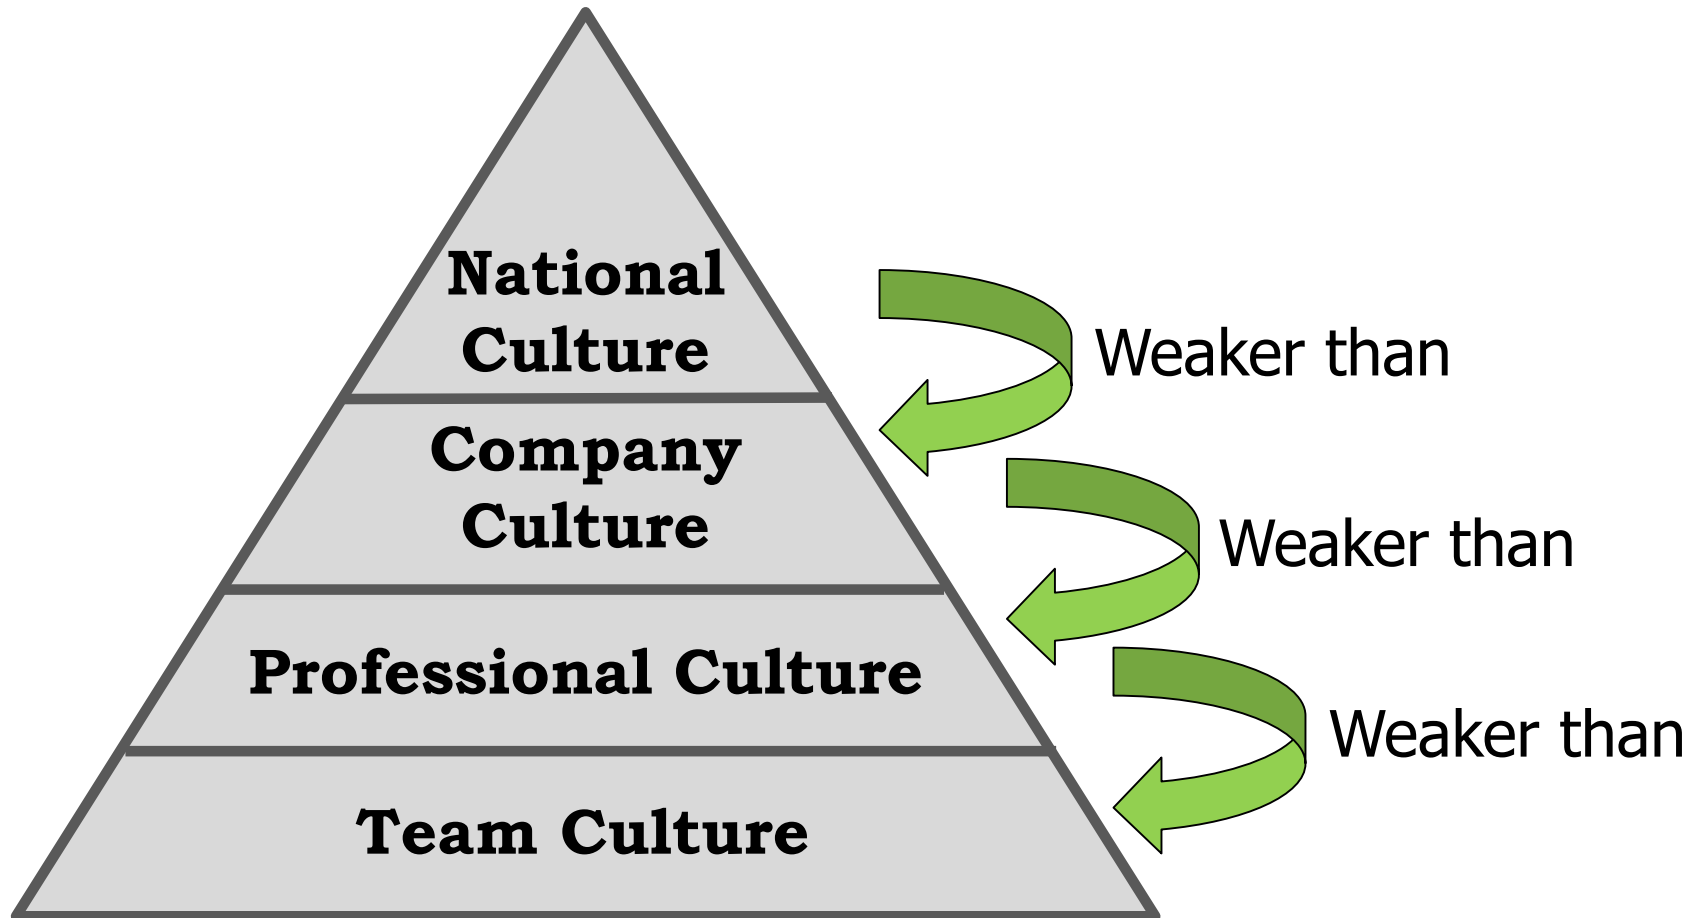 National
Culture
Weaker than
Company
Culture
Weaker than
Professional Culture
Weaker than
Team Culture